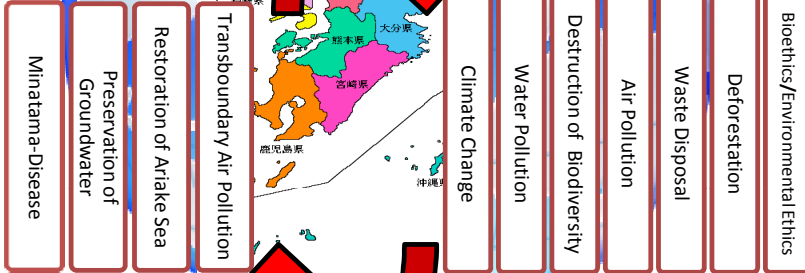 Minatama-Disease
Preservation of
Groundwater
Restoration of Ariake Sea
Transboundary Air Pollution
熊本県
大分県
宮崎県
鹿児島県
沖縄県
Climate Change
Water Pollution
Destruction of Biodiversity
Air Pollution
Waste Disposal
Deforestation
Bioethics/Environmental Ethics